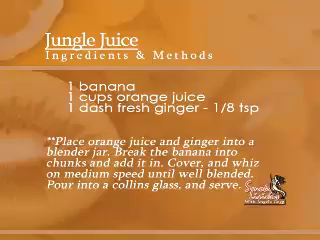 Jungle Juice
Ingredients & Methods
1 banana
1 cups orange juice
1 dash fresh ginger - 1/8 tsp
**Place orange juice and ginger into a
blender jar. Break the banana into
chunks and add it in. Cover, and whiz
on medium speed until well blended.
Pour into a collins glass, and serve.